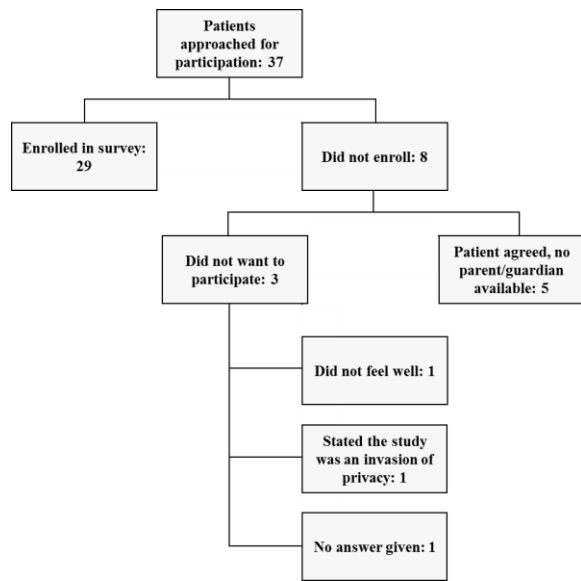 Patients
approached for
participation: 37
Enrolled in survey:
29
Did not enroll: 8
Did not want to
participate: 3
Patient agreed, no
parent/guardian
available: 5
Did not feel well: 1
Stated the study
was an invasion of
privacy: 1
No answer given: 1